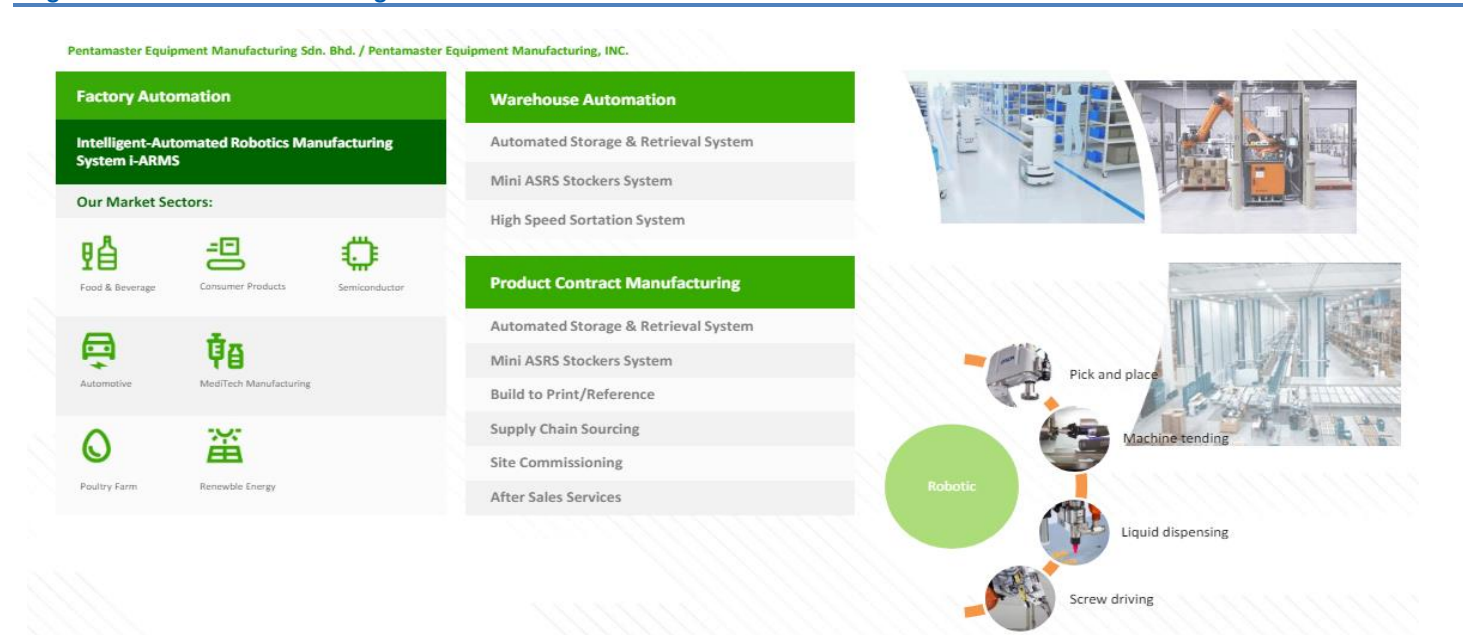 Pentamaster Equipment Manufacturing Sdn. Bhd. / Pentamaster Equipment Manufacturing, INC.
Factory Automation
Intelligent-Automated Robotics Manufacturing
System i-ARMS
Our Market Sectors:
Food & Beverage
Consumer Products
Semiconductor
Automotive
MediTech Manufacturing
Poultry Farm
Renewble Energy
Warehouse Automation
Automated Storage & Retrieval System
Mini ASRS Stockers System
High Speed Sortation System
Product Contract Manufacturing
Automated Storage & Retrieval System
Mini ASRS Stockers System
Build to Print/Reference
Supply Chain Sourcing
Site Commissioning
After Sales Services
Robotic
Pick and place
Machine tending
Liquid dispensing
Screw driving